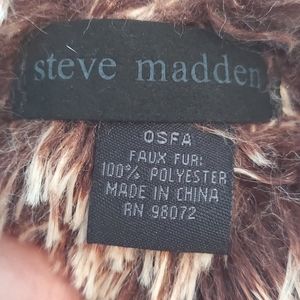 steve madden
OSFA
FAUX FUR:
100% POLYESTER
MADE IN CHINA
RN 98072